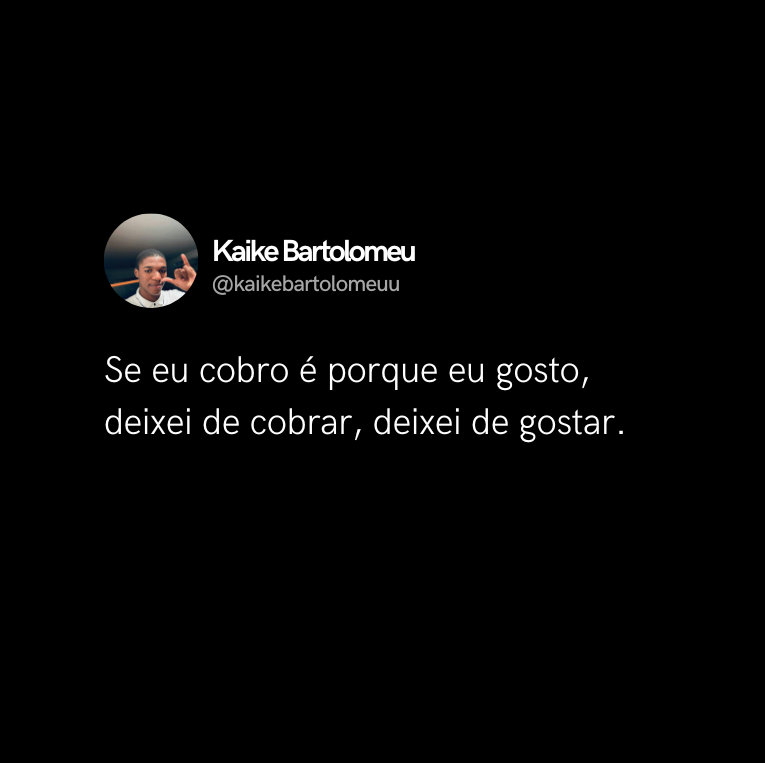 Kaike Bartolomeu
@kaikebartolomeuu
Se eu cobro é porque eu gosto,
deixei de cobrar, deixei de gostar.